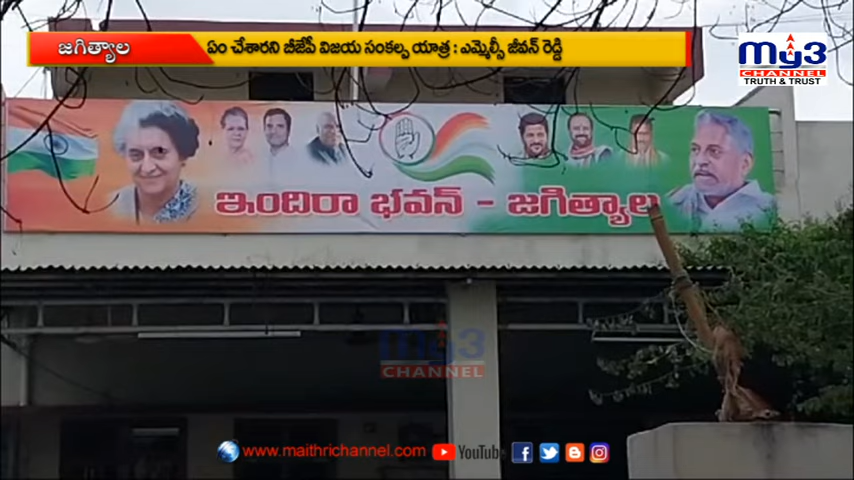 జగిత్యాల
ఏం చేశారని బీజేపీ విజయ సంకల్ప యాత్ర : ఎమ్మెల్సీ జీవన్ రెడ్డి
my3
CHANNEL
TRUTH & TRUST
ఇందిరా భవన్ - జగిత్యాల
my3
CHANNEL
www.maithrichannel.com
YouTube